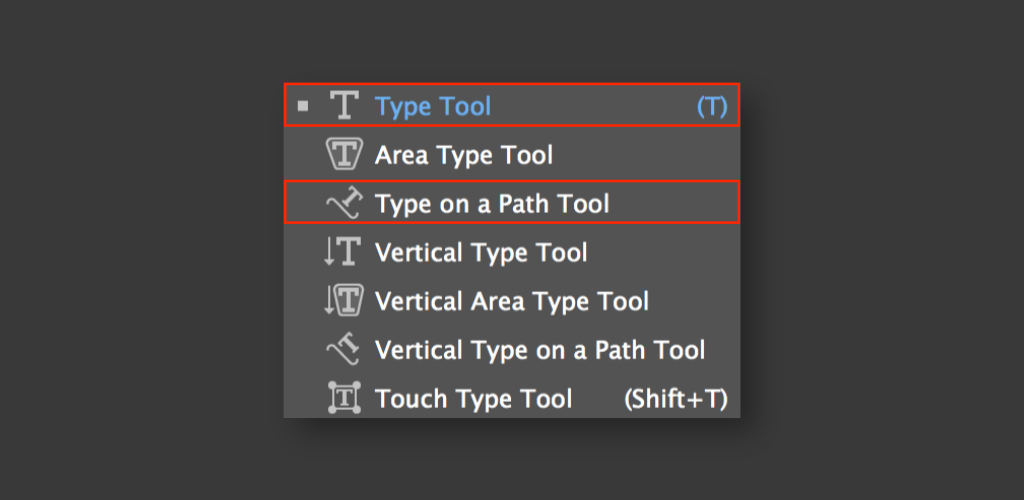 Type Tool (T)
Area Type Tool
Type on a Path Tool
Vertical Type Tool
Vertical Area Type Tool
Vertical Type on a Path Tool
Touch Type Tool (Shift+T)